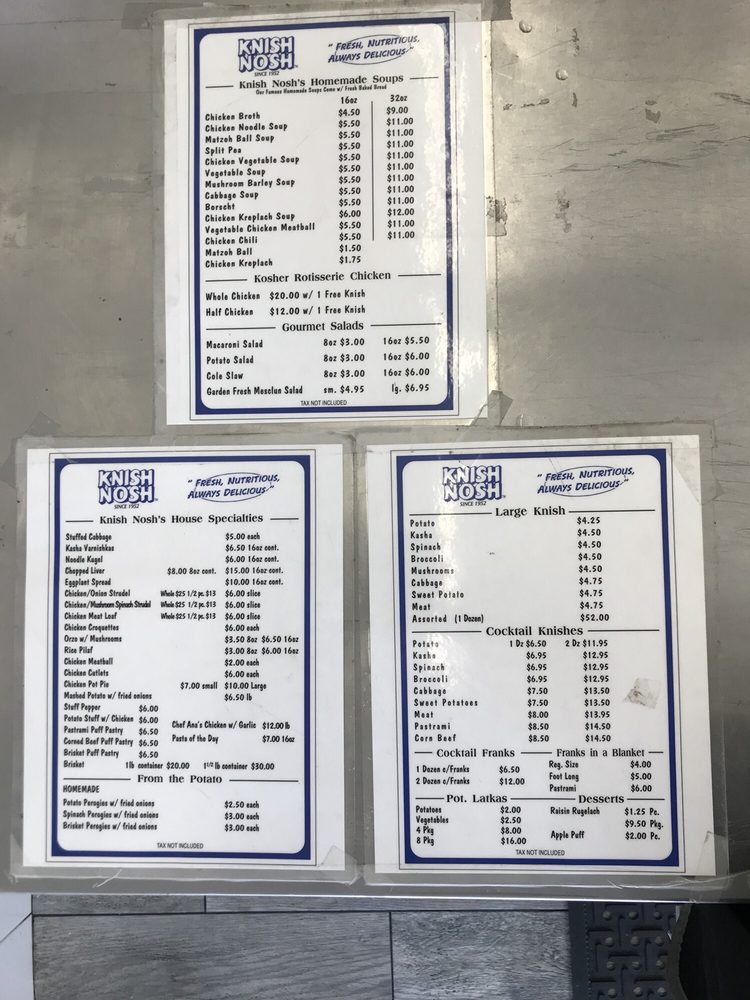 KNISH NOSH
SINCE 1952
"FRESH, NUTRITIOUS, ALWAYS DELICIOUS"
Knish Nosh's Homemade Soups
Our Famous Homemade Soups Come w/ Fresh Baked Bread
16oz 32oz
Chicken Broth $4.50 $9.00
Chicken Noodle Soup $5.50 $11.00
Matzoh Ball Soup $5.50 $11.00
Split Pea $5.50 $11.00
Chicken Vegetable Soup $5.50 $11.00
Vegetable Soup $5.50 $11.00
Mushroom Barley Soup $5.50 $11.00
Cabbage Soup $5.50 $11.00
Borscht $5.50 $11.00
Chicken Kreplach Soup $6.00 $12.00
Vegetable Chicken Meatball $5.50 $11.00
Chicken Chili $5.50 $11.00
Matzoh Ball $1.50
Chicken Kreplach $1.75
Kosher Rotisserie Chicken
Whole Chicken $20.00 w/ 1 Free Knish
Half Chicken $12.00 w/ 1 Free Knish
Gourmet Salads
Macaroni Salad 8oz $3.00 16oz $5.50
Potato Salad 8oz $3.00 16oz $6.00
Cole Slaw 8oz $3.00 16oz $6.00
Garden Fresh Mesclun Salad sm. $4.95 lg. $6.95
TAX NOT INCLUDED
KNISH NOSH
SINCE 1952
"FRESH, NUTRITIOUS, ALWAYS DELICIOUS"
Knish Nosh's House Specialties
Stuffed Cabbage $5.00 each
Kasha Varnishkas $6.50 16oz cont.
Noodle Kugel $6.00 16oz cont.
Chopped Liver $8.00 8oz cont. $15.00 16oz cont.
Eggplant Spread $10.00 16oz cont.
Chicken/Onion Strudel Whole $25 1/2 pc. $13 $6.00 slice
Chicken/Mushroom Spinach Strudel Whole $25 1/2 pc. $13 $6.00 slice
Chicken Meat Loaf Whole $25 1/2 pc. $13 $6.00 slice
Chicken Croquettes $6.00 each
Orzo w/ Mushrooms $3.50 8oz $6.50 16oz
Rice Pilaf $3.00 8oz $6.00 16oz
Chicken Meatball $2.00 each
Chicken Cutlets $6.00 each
Chicken Pot Pie $7.00 small $10.00 Large
Mashed Potato w/ fried onions $6.50 lb
Stuff Pepper $6.00
Potato Stuff w/ Chicken $6.00 Chef Ana's Chicken w/ Garlic $12.00 lb
Pastrami Puff Pastry $6.50 Pasta of the Day $7.00 16oz
Corned Beef Puff Pastry $6.50
Brisket Puff Pastry $6.50
Brisket 1lb container $20.00 1 1/2 lb container $30.00
From the Potato
HOMEMADE
Potato Perogies w/ fried onions $2.50 each
Spinach Perogies w/ fried onions $3.00 each
Brisket Perogies w/ fried onions $3.00 each
TAX NOT INCLUDED
KNISH NOSH
SINCE 1952
"FRESH, NUTRITIOUS, ALWAYS DELICIOUS"
Large Knish
Potato $4.25
Kasha $4.50
Spinach $4.50
Broccoli $4.50
Mushrooms $4.50
Cabbage $4.75
Sweet Potato $4.75
Meat $4.75
Assorted (1 Dozen) $52.00
Cocktail Knishes
Potato 1 Dz $6.50 2 Dz $11.95
Kasha $6.95 $12.95
Spinach $6.95 $12.95
Broccoli $6.95 $12.95
Cabbage $7.50 $13.50
Sweet Potatoes $7.50 $13.50
Meat $8.00 $13.95
Pastrami $8.50 $14.50
Corn Beef $8.50 $14.50
Cocktail Franks
1 Dozen c/Franks $6.50
2 Dozen c/Franks $12.00
Franks in a Blanket
Reg. Size $4.00
Foot Long $5.00
Pastrami $6.00
Pot. Latkas
Potatoes $2.00
Vegetables $2.50
4 Pkg $8.00
8 Pkg $16.00
Desserts
Raisin Rugelach $1.25 Pc.
$9.50 Pkg.
Apple Puff $2.00 Pc.
TAX NOT INCLUDED